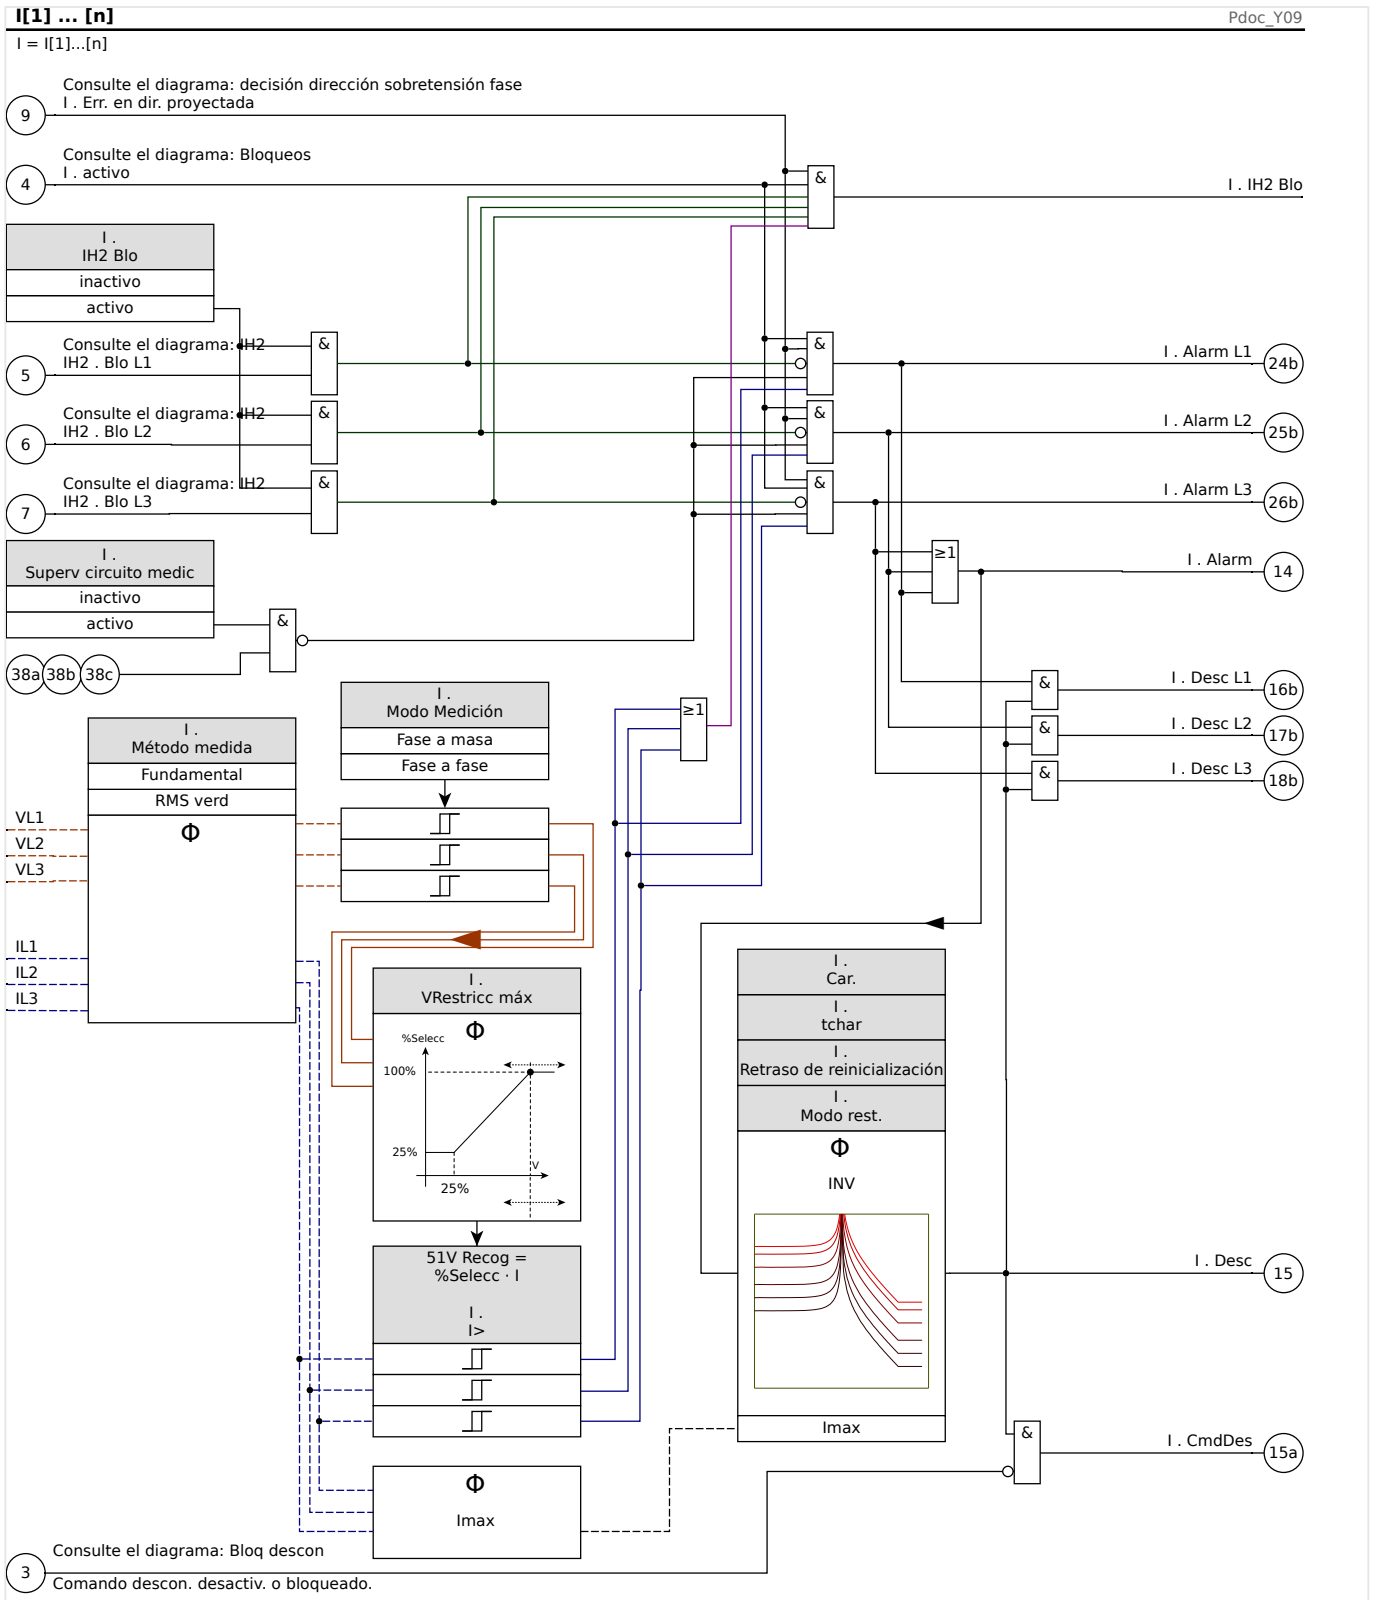 I[1] ... [n]
Pdoc_Y09
I = I[1]...[n]
Consulte el diagrama: decisión dirección sobretensión fase
I . Err. en dir. proyectada
9
Consulte el diagrama: Bloqueos
I . activo
4
&
I . IH2 Blo
I .
IH2 Blo
inactivo
activo
Consulte el diagrama: IH2
IH2 . Blo L1
5
&
&
I . Alarm L1
24b
Consulte el diagrama: IH2
IH2 . Blo L2
6
&
&
I . Alarm L2
25b
Consulte el diagrama: IH2
IH2 . Blo L3
7
&
&
I . Alarm L3
26b
I .
Superv circuito medic
inactivo
activo
&
≥1
I . Alarm
14
38a
38b
38c
I .
Modo Medición
Fase a masa
Fase a fase
≥1
&
I . Desc L1
16b
&
I . Desc L2
17b
&
I . Desc L3
18b
I .
Método medida
Fundamental
RMS verd
Φ
VL1
VL2
VL3
IL1
IL2
IL3
I .
VRestricc máx
Φ
%Selecc
100%
25%
V
25%
I .
Car.
I .
tchar
I .
Retraso de reinicialización
I .
Modo rest.
Φ
INV
Imax
51V Recog =
%Selecc · I
I .
I>
I . Desc
15
Φ
Imax
&
I . CmdDes
15a
Consulte el diagrama: Bloq descon
3
Comando descon. desactiv. o bloqueado.